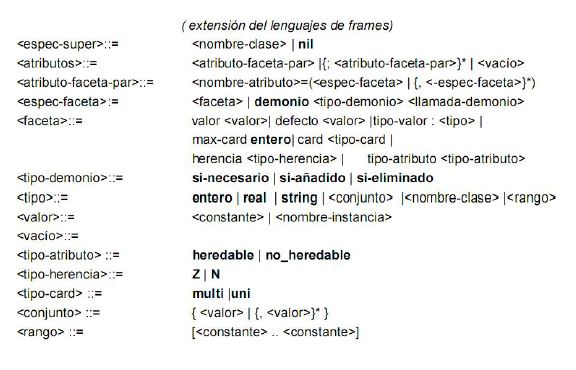 ( extensión del lenguajes de frames)
<espec-super>::= <nombre-clase> | nil
<atributos>::= <atributo-faceta-par> |{; <atributo-faceta-par>}* | <vacío>
<atributo-faceta-par>::= <nombre-atributo>=(<espec-faceta> | {, <-espec-faceta>}*)
<espec-faceta>:= <faceta> | demonio <tipo-demonio> <llamada-demonio>
<faceta>::= valor <valor>| defecto <valor> |tipo-valor : <tipo> |
max-card entero| card <tipo-card |
herencia <tipo-herencia> | tipo-atributo <tipo-atributo>
<tipo-demonio>::= si-necesario | si-añadido | si-eliminado
<tipo>::= entero | real | string | <conjunto> |<nombre-clase> |<rango>
<valor>::= <constante> | <nombre-instancia>
<vacío>::=
<tipo-atributo> ::= heredable | no_heredable
<tipo-herencia>::= Z | N
<tipo-card> ::= multi |uni
<conjunto> ::= { <valor> | {, <valor>}* }
<rango> ::= [<constante> .. <constante>]